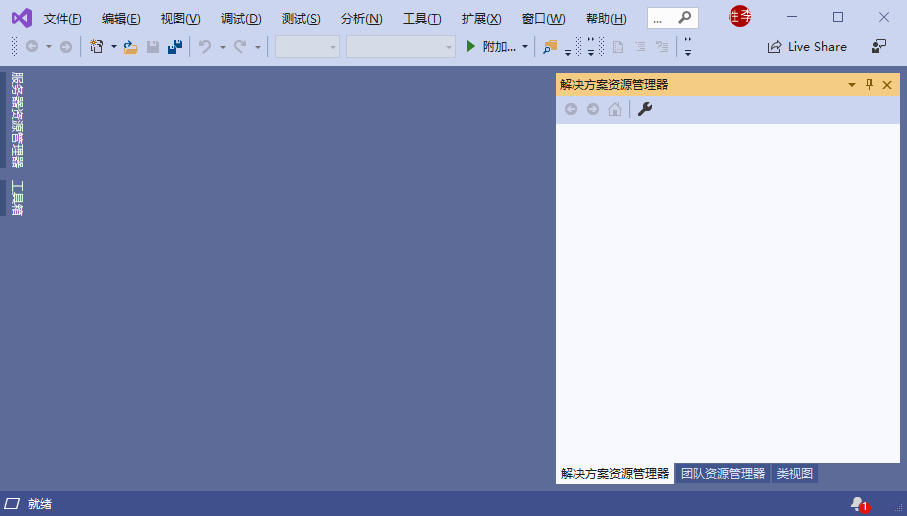 文件(F) 编辑(E) 视图(V) 调试(D) 测试(S) 分析(N) 工具(T) 扩展(X) 窗口(W) 帮助(H) ... 胜李
附加... Live Share
服务器资源管理器
工具箱
解决方案资源管理器
解决方案资源管理器 团队资源管理器 类视图
就绪 1